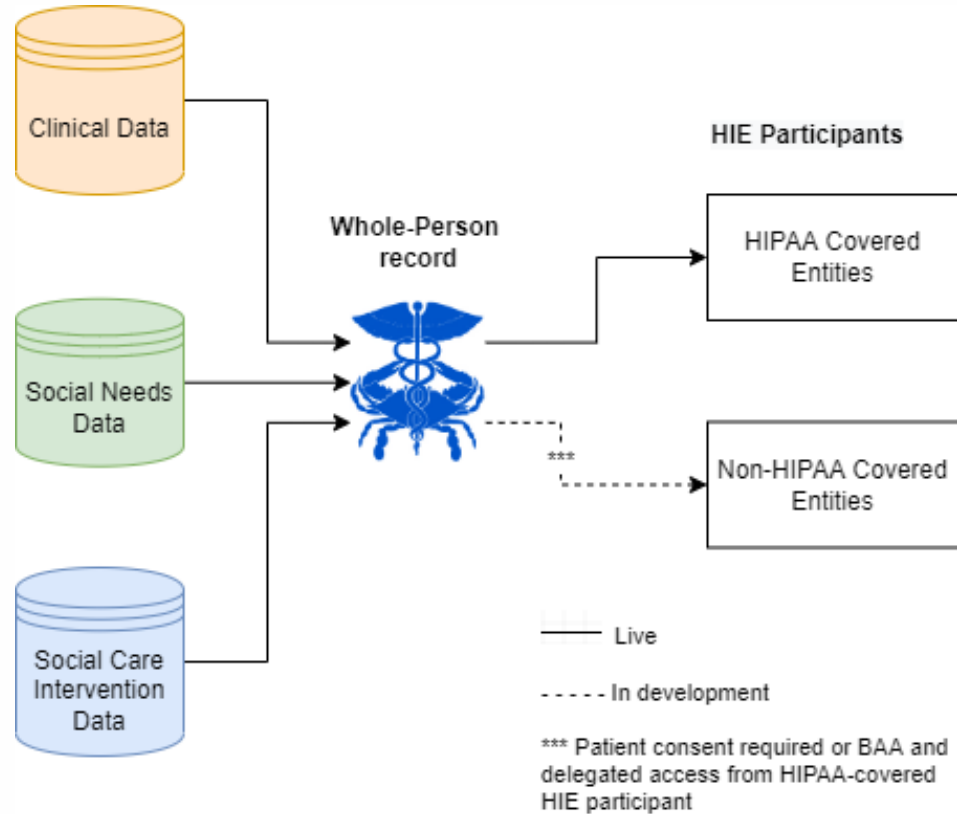 Clinical Data
HIE Participants
HIPAA Covered
Entities
Whole-Person
record
Social Needs
Data
***
Non-HIPAA Covered
Entities
Social Care
Intervention
Data
Live
In development
*** Patient consent required or BAA and
delegated access from HIPAA-covered
HIE participant